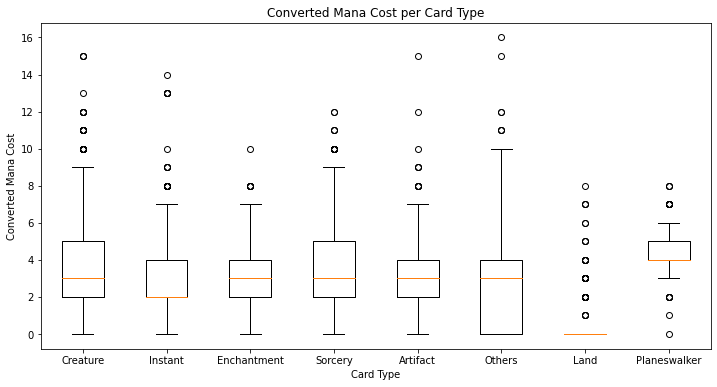 Converted Mana Cost per Card Type
Converted Mana Cost
16
14
12
10
8
6
4
2
0
Creature Instant Enchantment Sorcery Artifact Others Land Planeswalker
Card Type